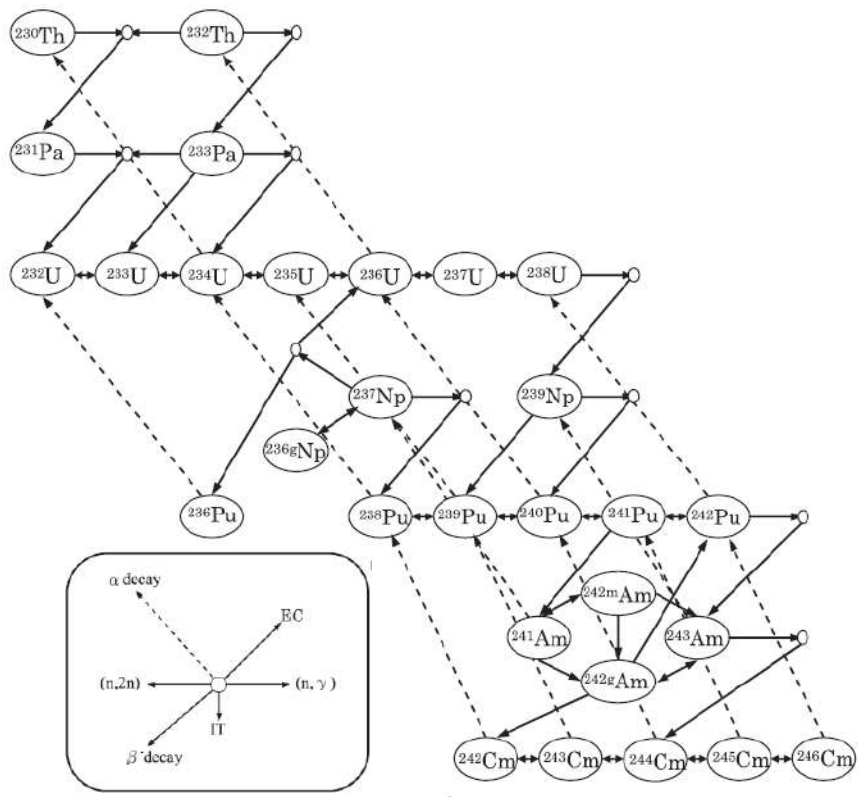 ²³⁰Th ²³²Th
²³¹Pa ²³³Pa
²³²U ²³³U ²³⁴U ²³⁵U ²³⁶U ²³⁷U ²³⁸U
²³⁷Np ²³⁹Np
²³⁶ᵍNp
²³⁶Pu ²³⁸Pu ²³⁹Pu ²⁴⁰Pu ²⁴¹Pu ²⁴²Pu
²⁴²ᵐAm
²⁴¹Am ²⁴³Am
²⁴²ᵍAm
²⁴²Cm ²⁴³Cm ²⁴⁴Cm ²⁴⁵Cm ²⁴⁶Cm
α decay
EC
(n,2n) (n, γ)
IT
β⁻decay